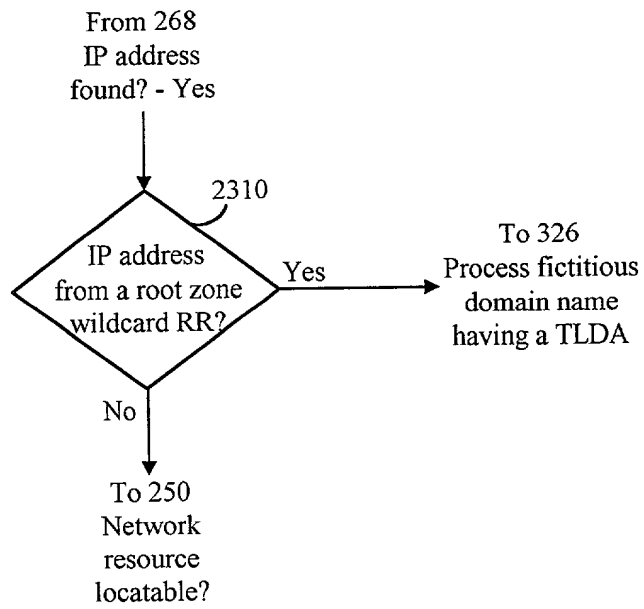 From 268
IP address
found? - Yes
2310
IP address
from a root zone
wildcard RR?
Yes
To 326
Process fictitious
domain name
having a TLDA
No
To 250
Network
resource
locatable?